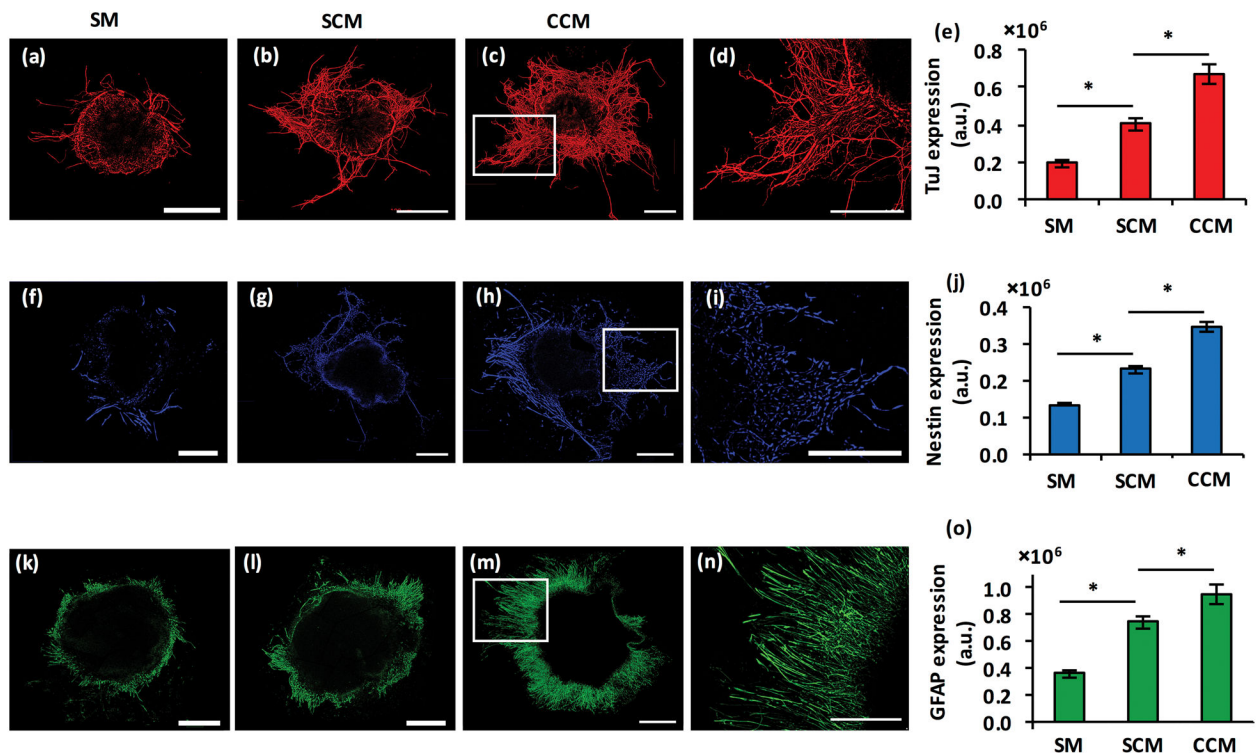 SM SCM CCM
(a) (b) (c) (d) (e)
×10⁶
0.8
0.6
0.4
0.2
0.0
TuJ expression
(a.u.)
* *
SM SCM CCM
(f) (g) (h) (i) (j)
×10⁶
0.4
0.3
0.2
0.1
0.0
Nestin expression
(a.u.)
* *
SM SCM CCM
(k) (l) (m) (n) (o)
×10⁶
1.0
0.8
0.6
0.4
0.2
0.0
GFAP expression
(a.u.)
* *
SM SCM CCM